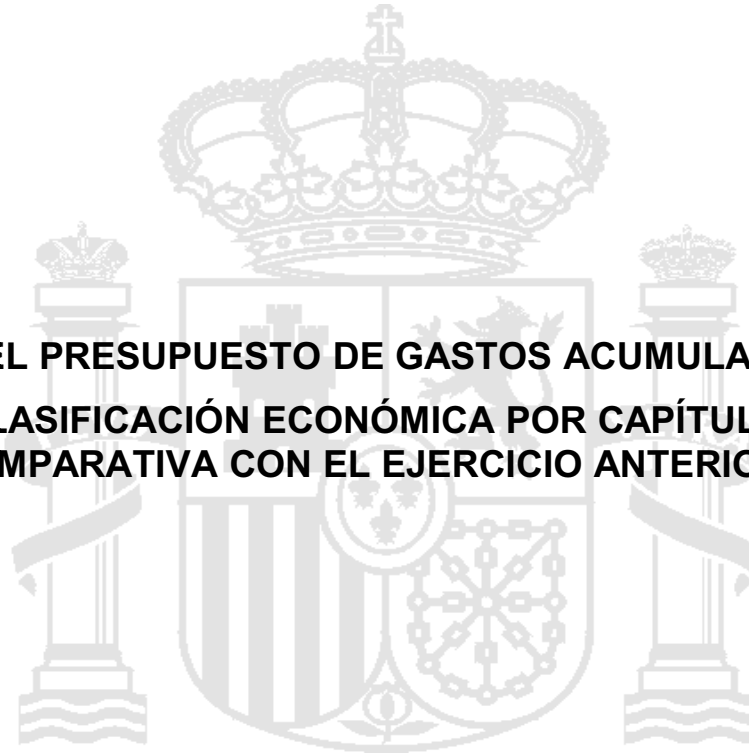 EL PRESUPUESTO DE GASTOS ACUMULA
LASIFICACIÓN ECONÓMICA POR CAPÍTUL
MPARATIVA CON EL EJERCICIO ANTERIO